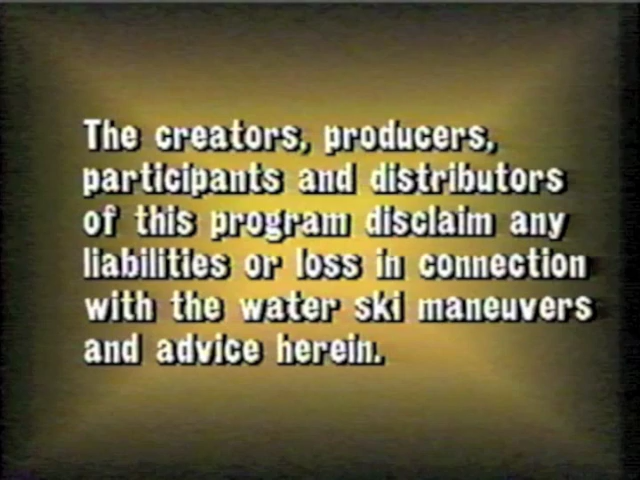 The creators, producers,
participants and distributors
of this program disclaim any
liabilities or loss in connection
with the water ski maneuvers
and advice herein.